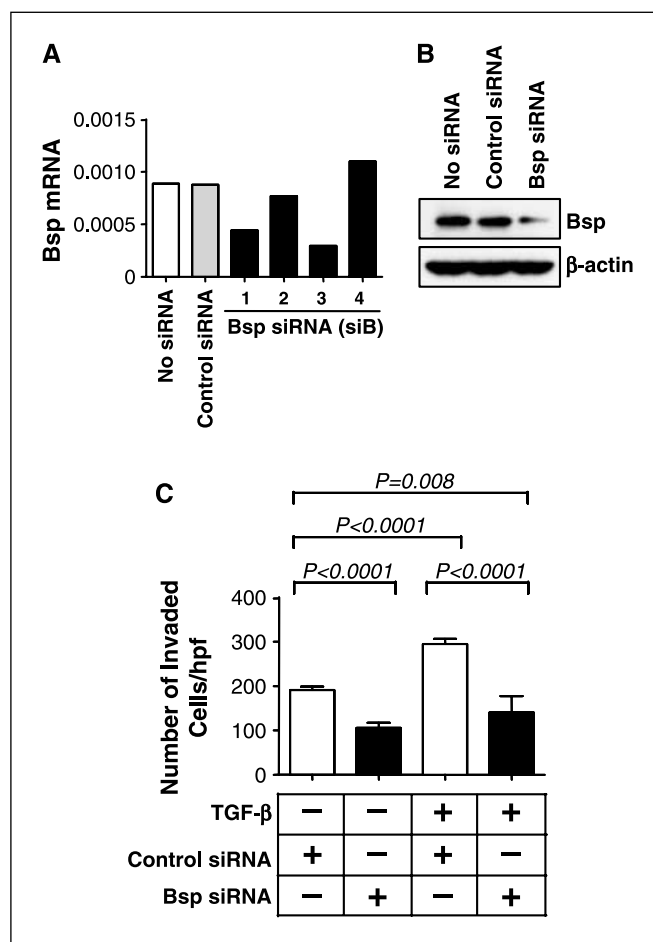 A
Bsp mRNA
0.0015
0.0010
0.0005
0
No siRNA
Control siRNA
1 2 3 4
Bsp siRNA (siB)
B
No siRNA
Control siRNA
Bsp siRNA
Bsp
β-actin
C
P=0.008
P<0.0001
P<0.0001 P<0.0001
Number of Invaded
Cells/hpf
400
300
200
100
0
TGF-β − − + +
Control siRNA + − + −
Bsp siRNA − + − +